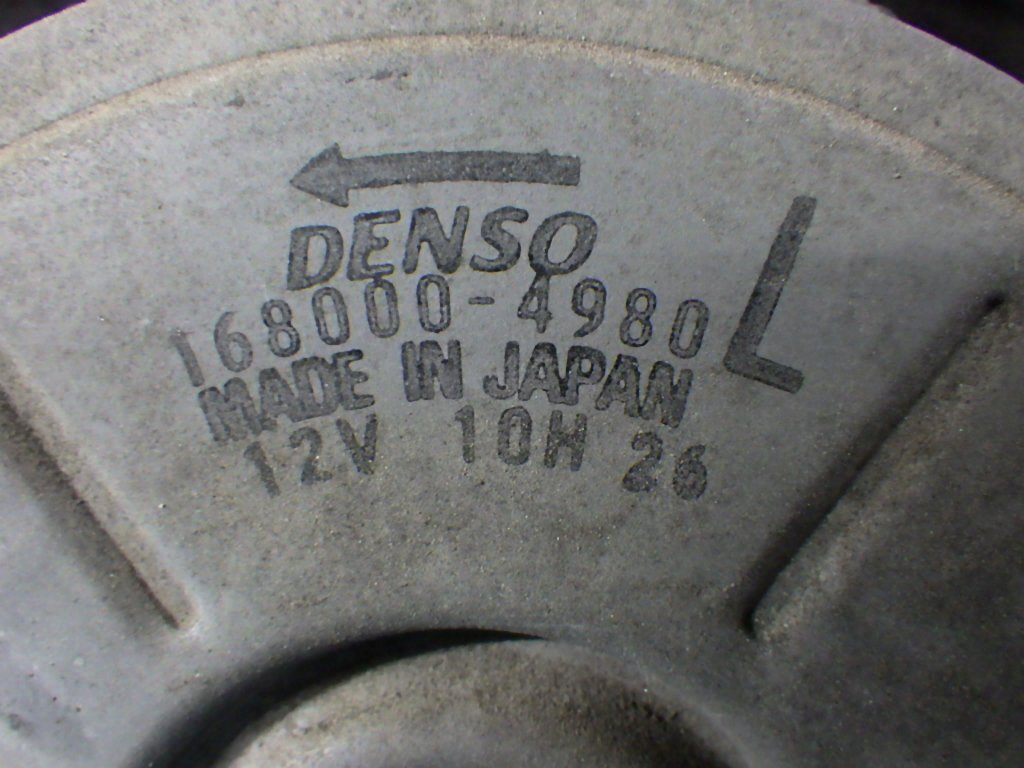 DENSO
168000-4980
L
MADE IN JAPAN
12V 10H 26